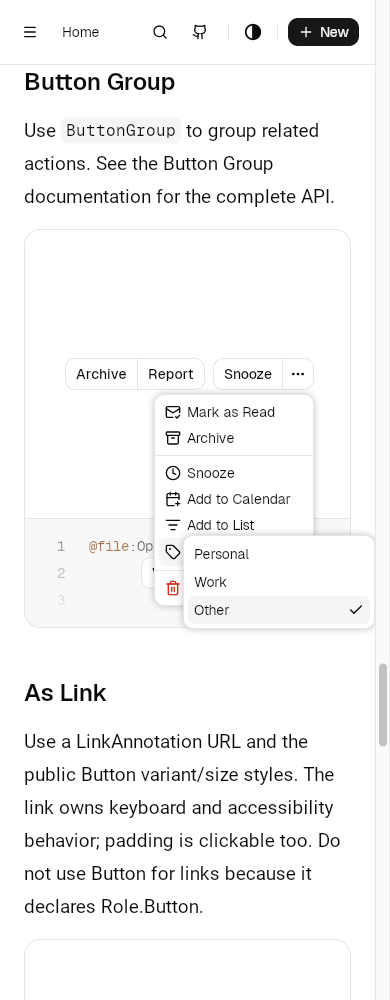 Home
New
Button Group
Use ButtonGroup to group related
actions. See the Button Group
documentation for the complete API.
Archive
Report
Snooze
Mark as Read
Archive
Snooze
Add to Calendar
Add to List
Personal
Work
Other
1 @file:Op
2
3
As Link
Use a LinkAnnotation URL and the
public Button variant/size styles. The
link owns keyboard and accessibility
behavior; padding is clickable too. Do
not use Button for links because it
declares Role.Button.